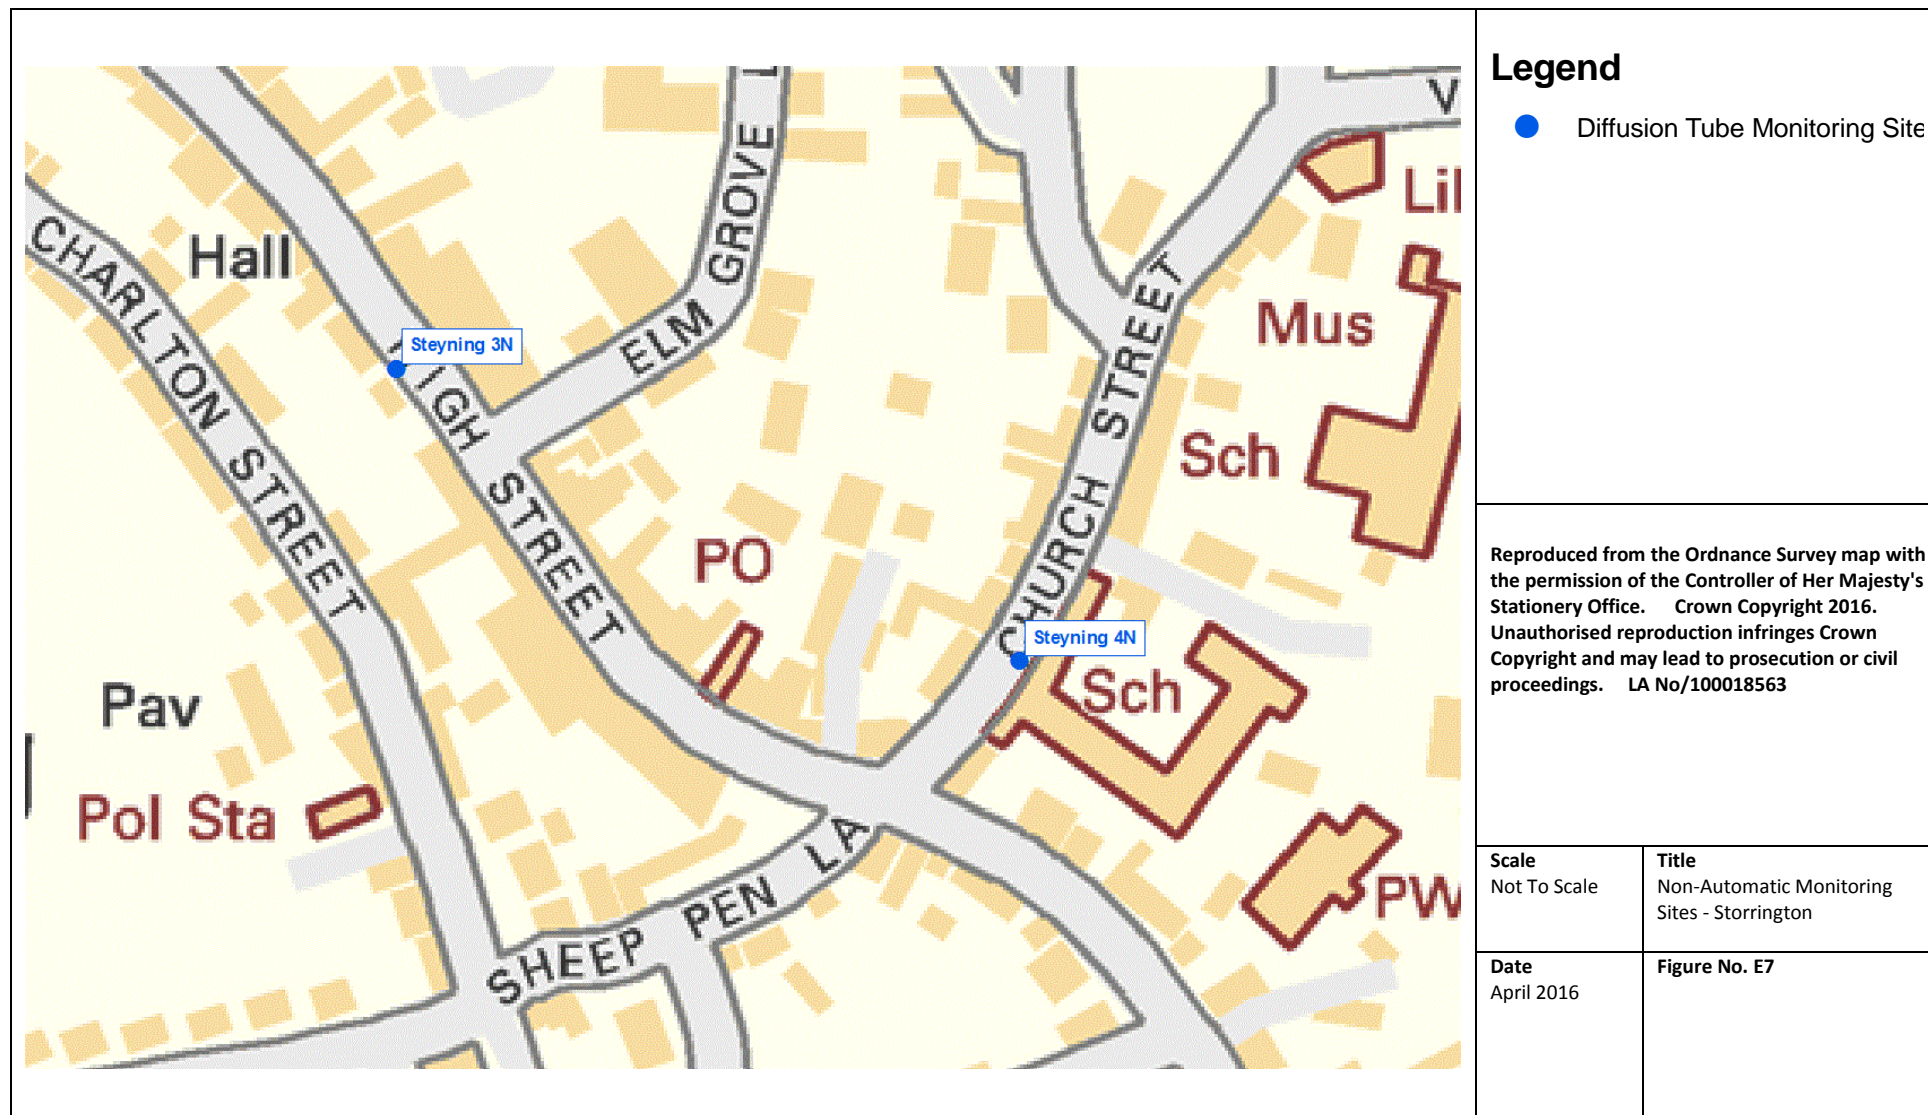 Legend
Diffusion Tube Monitoring Site
CHARLTON STREET
Hall
Steyning 3N
HIGH STREET
ELM GROVE L
CHURCH STREET
V
Mus
Sch
PO
Steyning 4N
Sch
Pav
Pol Sta
SHEEP PEN LA
PW
Reproduced from the Ordnance Survey map with
the permission of the Controller of Her Majesty's
Stationery Office. Crown Copyright 2016.
Unauthorised reproduction infringes Crown
Copyright and may lead to prosecution or civil
proceedings. LA No/100018563
Scale
Not To Scale
Title
Non-Automatic Monitoring
Sites - Storrington
Date
April 2016
Figure No. E7